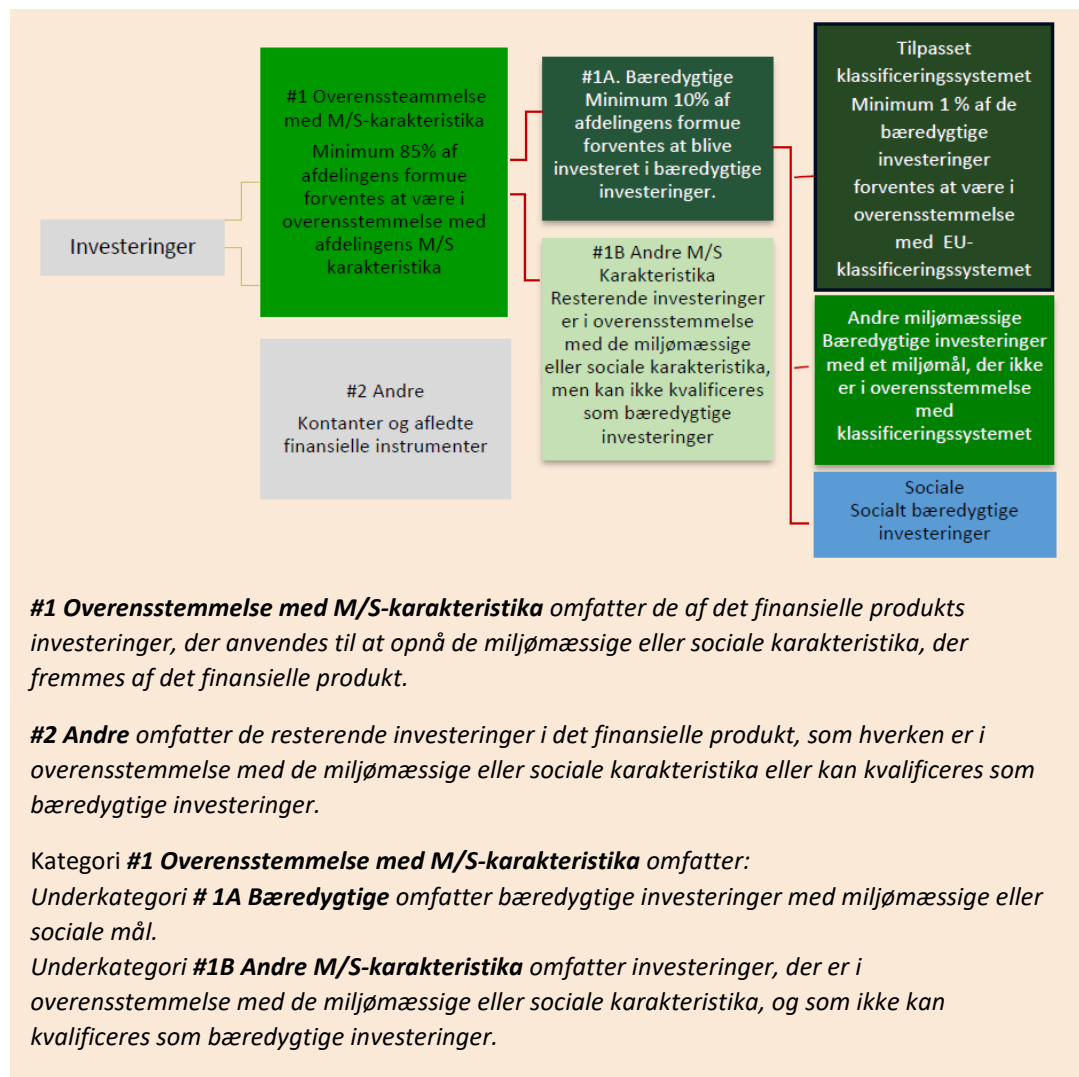 Investeringer
#1 Overenssteammelse
med M/S-karakteristika
Minimum 85% af
afdelingens formue
forventes at være i
overensstemmelse med
afdelingens M/S
karakteristika
#2 Andre
Kontanter og afledte
finansielle instrumenter
#1A. Bæredygtige
Minimum 10% af
afdelingens formue
forventes at blive
investeret i bæredygtige
investeringer.
#1B Andre M/S
Karakteristika
Resterende investeringer
er i overensstemmelse
med de miljømæssige
eller sociale karakteristika,
men kan ikke kvalificeres
som bæredygtige
investeringer
Tilpasset
klassificeringssystemet
Minimum 1 % af de
bæredygtige
investeringer
forventes at være i
overensstemmelse
med EU-
klassificeringssystemet
Andre miljømæssige
Bæredygtige investeringer
med et miljømål, der ikke
er i overensstemmelse
med
klassificeringssystemet
Sociale
Socialt bæredygtige
investeringer
#1 Overensstemmelse med M/S-karakteristika omfatter de af det finansielle produkts
investeringer, der anvendes til at opnå de miljømæssige eller sociale karakteristika, der
fremmes af det finansielle produkt.
#2 Andre omfatter de resterende investeringer i det finansielle produkt, som hverken er i
overensstemmelse med de miljømæssige eller sociale karakteristika eller kan kvalificeres som
bæredygtige investeringer.
Kategori #1 Overensstemmelse med M/S-karakteristika omfatter:
Underkategori # 1A Bæredygtige omfatter bæredygtige investeringer med miljømæssige eller
sociale mål.
Underkategori #1B Andre M/S-karakteristika omfatter investeringer, der er i
overensstemmelse med de miljømæssige eller sociale karakteristika, og som ikke kan
kvalificeres som bæredygtige investeringer.